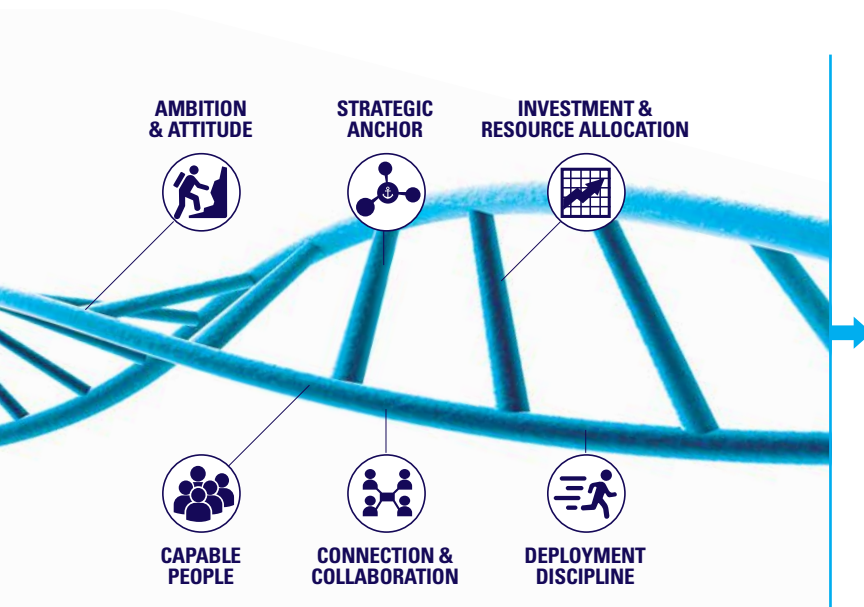 AMBITION
& ATTITUDE
STRATEGIC
ANCHOR
INVESTMENT &
RESOURCE ALLOCATION
CAPABLE
PEOPLE
CONNECTION &
COLLABORATION
DEPLOYMENT
DISCIPLINE